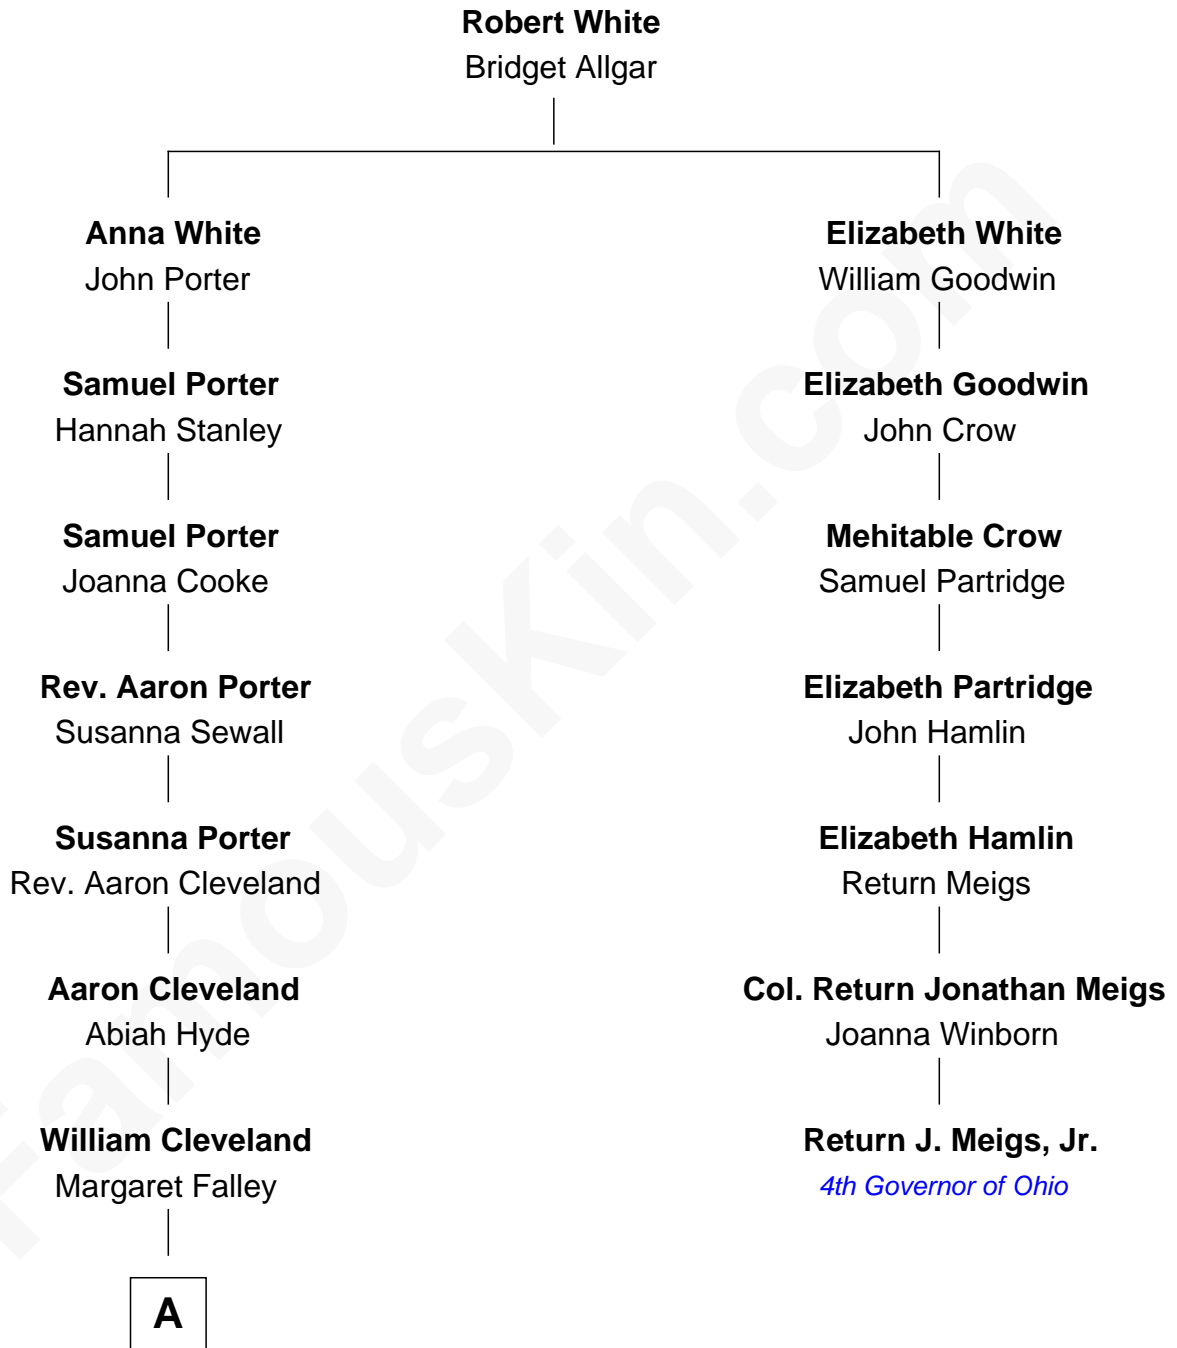 Robert White
Bridget Allgar
Anna White
John Porter
Samuel Porter
Hannah Stanley
Samuel Porter
Joanna Cooke
Rev. Aaron Porter
Susanna Sewall
Susanna Porter
Rev. Aaron Cleveland
Aaron Cleveland
Abiah Hyde
William Cleveland
Margaret Falley
A
Elizabeth White
William Goodwin
Elizabeth Goodwin
John Crow
Mehitable Crow
Samuel Partridge
Elizabeth Partridge
John Hamlin
Elizabeth Hamlin
Return Meigs
Col. Return Jonathan Meigs
Joanna Winborn
Return J. Meigs, Jr.
4th Governor of Ohio
FamousKin.com